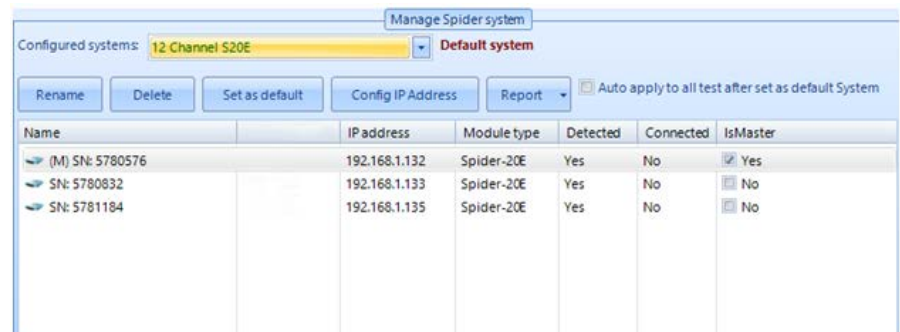 Manage Spider system
Configured systems: 12 Channel S20E Default system
Rename Delete Set as default Config IP Address Report Auto apply to all test after set as default System
Name IP address Module type Detected Connected IsMaster
(M) SN: 5780576 192.168.1.132 Spider-20E Yes No Yes
SN: 5780832 192.168.1.133 Spider-20E Yes No No
SN: 5781184 192.168.1.135 Spider-20E Yes No No